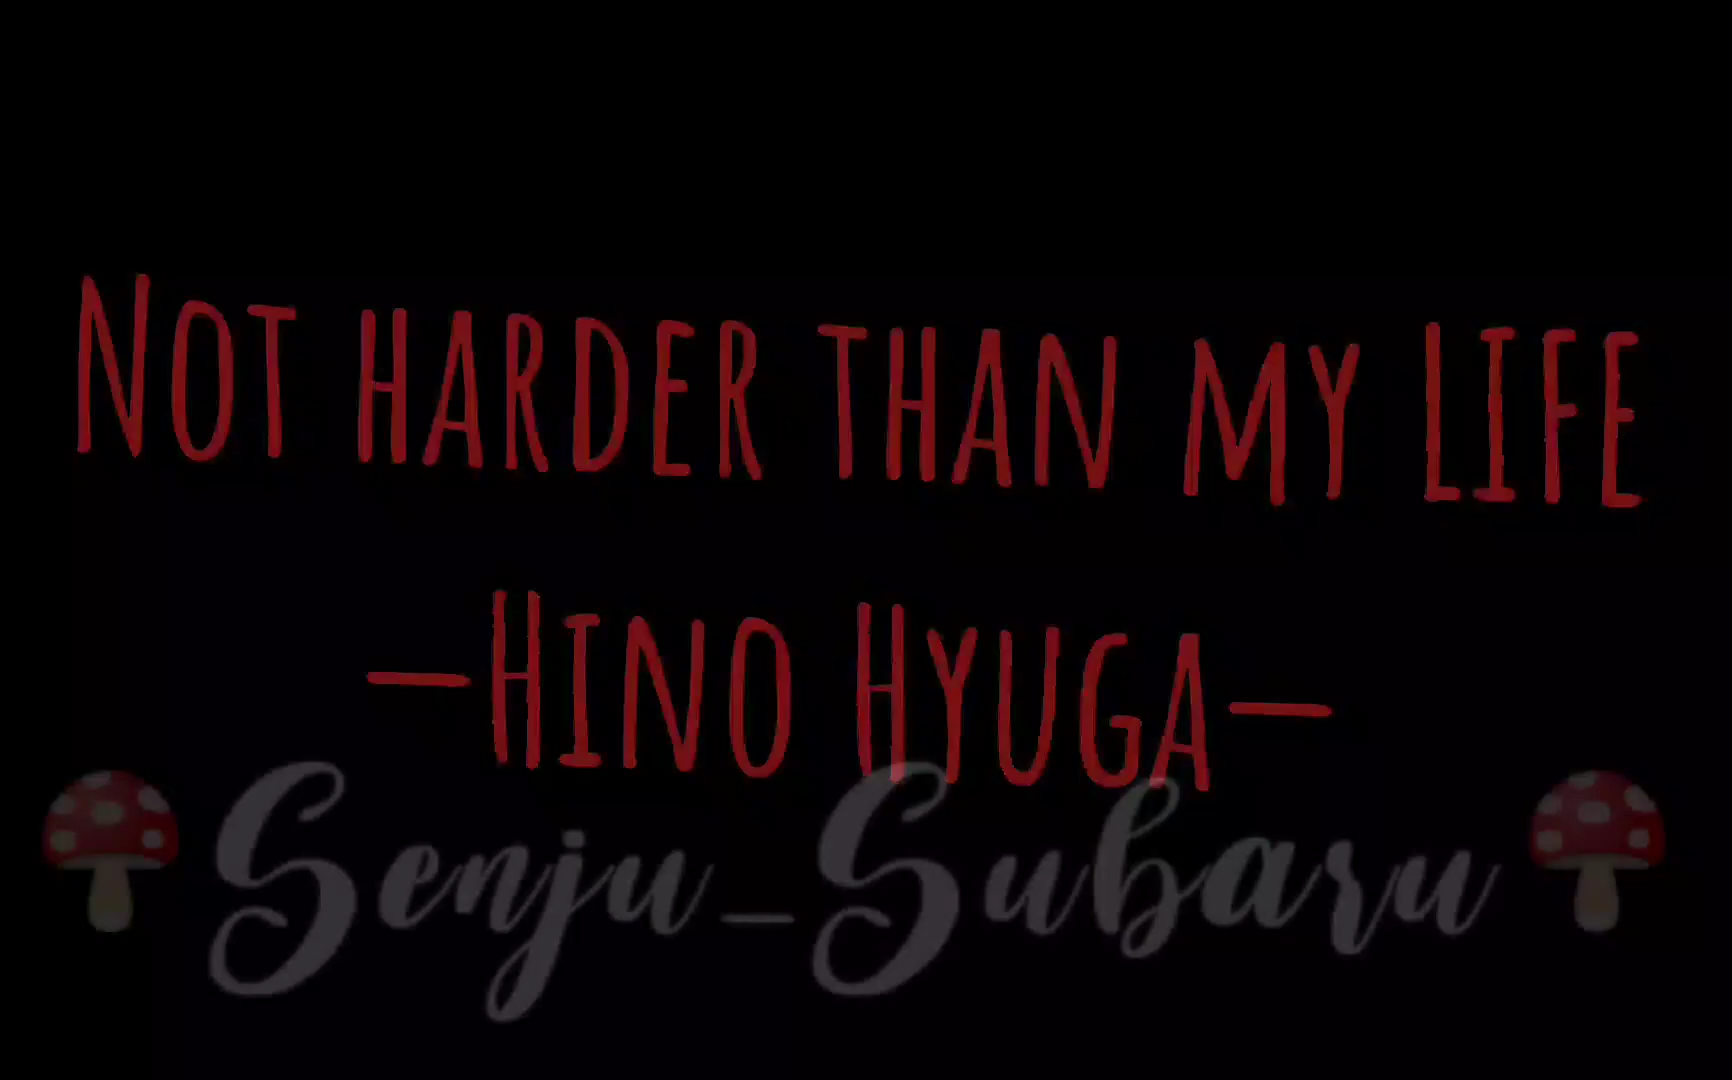 Not harder than my LIFE
—Hino Hyuga—
🍄Senju_Subaru🍄